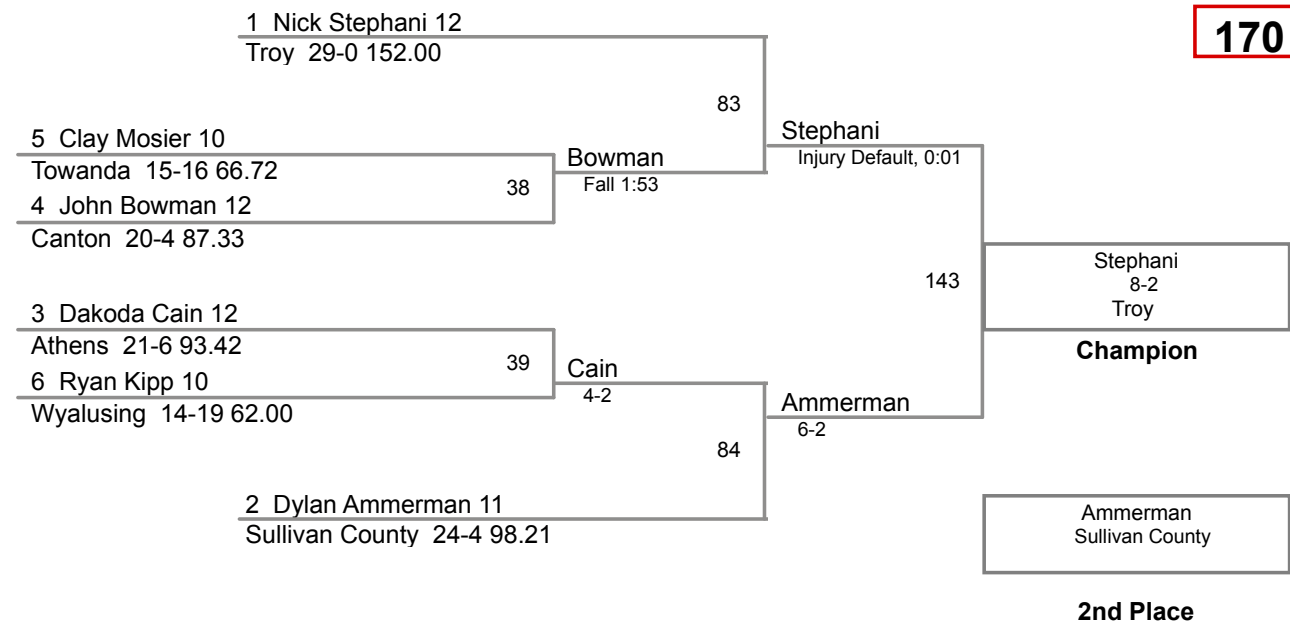 1 Nick Stephani 12
170
Troy 29-0 152.00
83
5 Clay Mosier 10
Stephani
Towanda 15-16 66.72
Bowman
Injury Default, 0:01
38
Fall 1:53
4 John Bowman 12
Canton 20-4 87.33
Stephani
143
8-2
Troy
3 Dakoda Cain 12
Athens 21-6 93.42
Champion
39
Cain
6 Ryan Kipp 10
4-2
Ammerman
Wyalusing 14-19 62.00
6-2
84
2 Dylan Ammerman 11
Ammerman
Sullivan County 24-4 98.21
Sullivan County
2nd Place